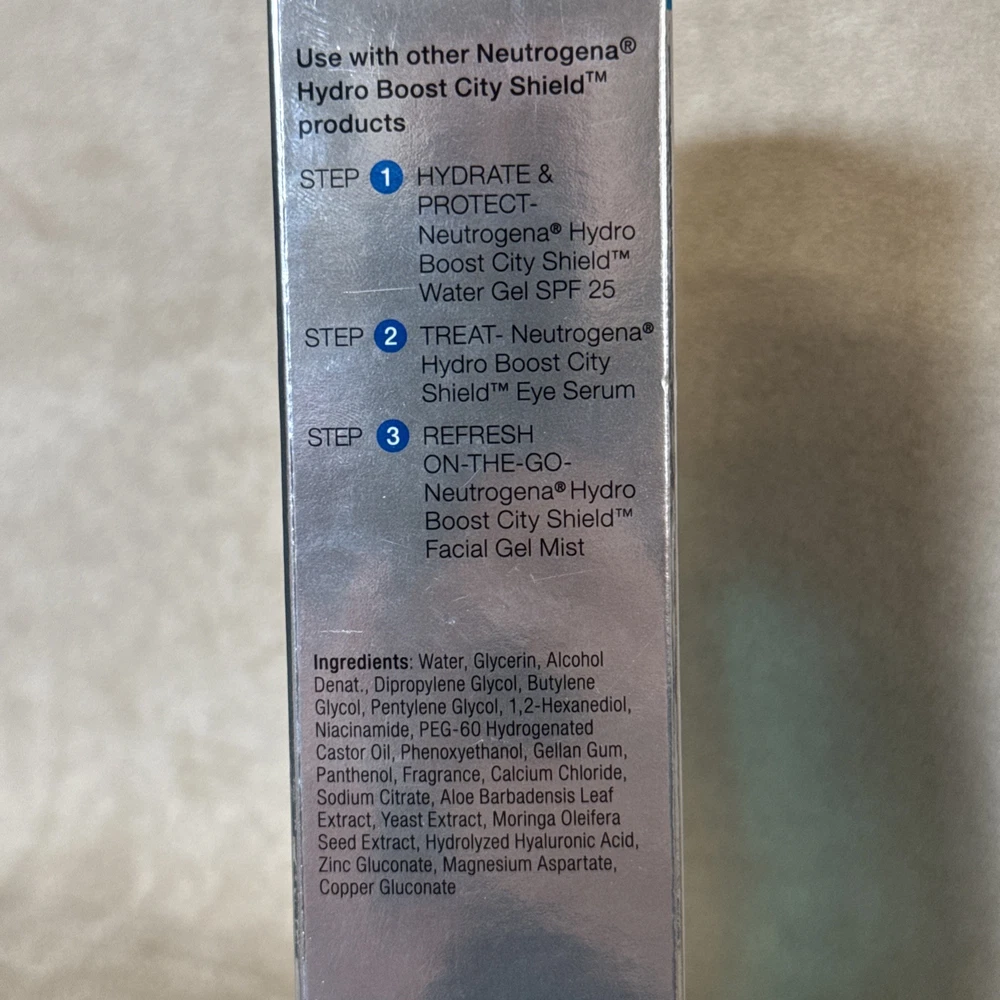 Use with other Neutrogena®
Hydro Boost City Shield™
products
STEP 1 HYDRATE &
PROTECT-
Neutrogena® Hydro
Boost City Shield™
Water Gel SPF 25
STEP 2 TREAT- Neutrogena®
Hydro Boost City
Shield™ Eye Serum
STEP 3 REFRESH
ON-THE-GO-
Neutrogena® Hydro
Boost City Shield™
Facial Gel Mist
Ingredients: Water, Glycerin, Alcohol
Denat., Dipropylene Glycol, Butylene
Glycol, Pentylene Glycol, 1,2-Hexanediol,
Niacinamide, PEG-60 Hydrogenated
Castor Oil, Phenoxyethanol, Gellan Gum,
Panthenol, Fragrance, Calcium Chloride,
Sodium Citrate, Aloe Barbadensis Leaf
Extract, Yeast Extract, Moringa Oleifera
Seed Extract, Hydrolyzed Hyaluronic Acid,
Zinc Gluconate, Magnesium Aspartate,
Copper Gluconate